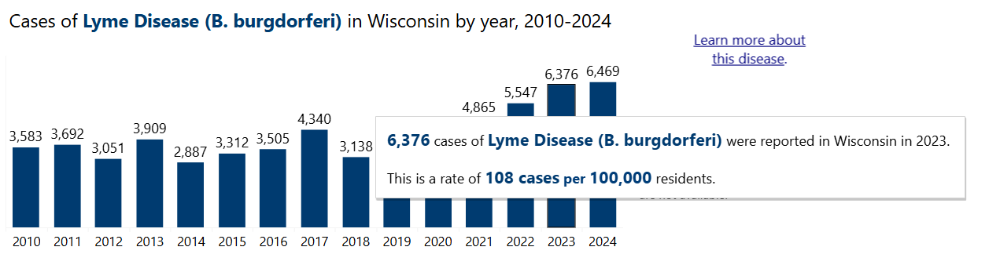 Cases of Lyme Disease (B. burgdorferi) in Wisconsin by year, 2010-2024
Learn more about
this disease.
6,376 6,469
5,547
4,865
4,340
3,909
3,583 3,692
3,312 3,505
3,051
2,887
3,138
6,376 cases of Lyme Disease (B. burgdorferi) were reported in Wisconsin in 2023.
This is a rate of 108 cases per 100,000 residents.
2010 2011 2012 2013 2014 2015 2016 2017 2018 2019 2020 2021 2022 2023 2024